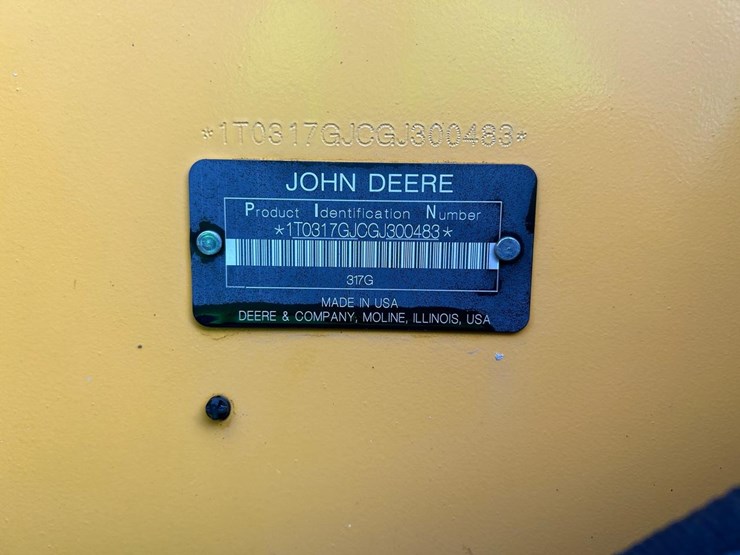 *1T0317GJCGJ300483*
JOHN DEERE
Product Identification Number
*1T0317GJCGJ300483*
317G
MADE IN USA
DEERE & COMPANY, MOLINE, ILLINOIS, USA